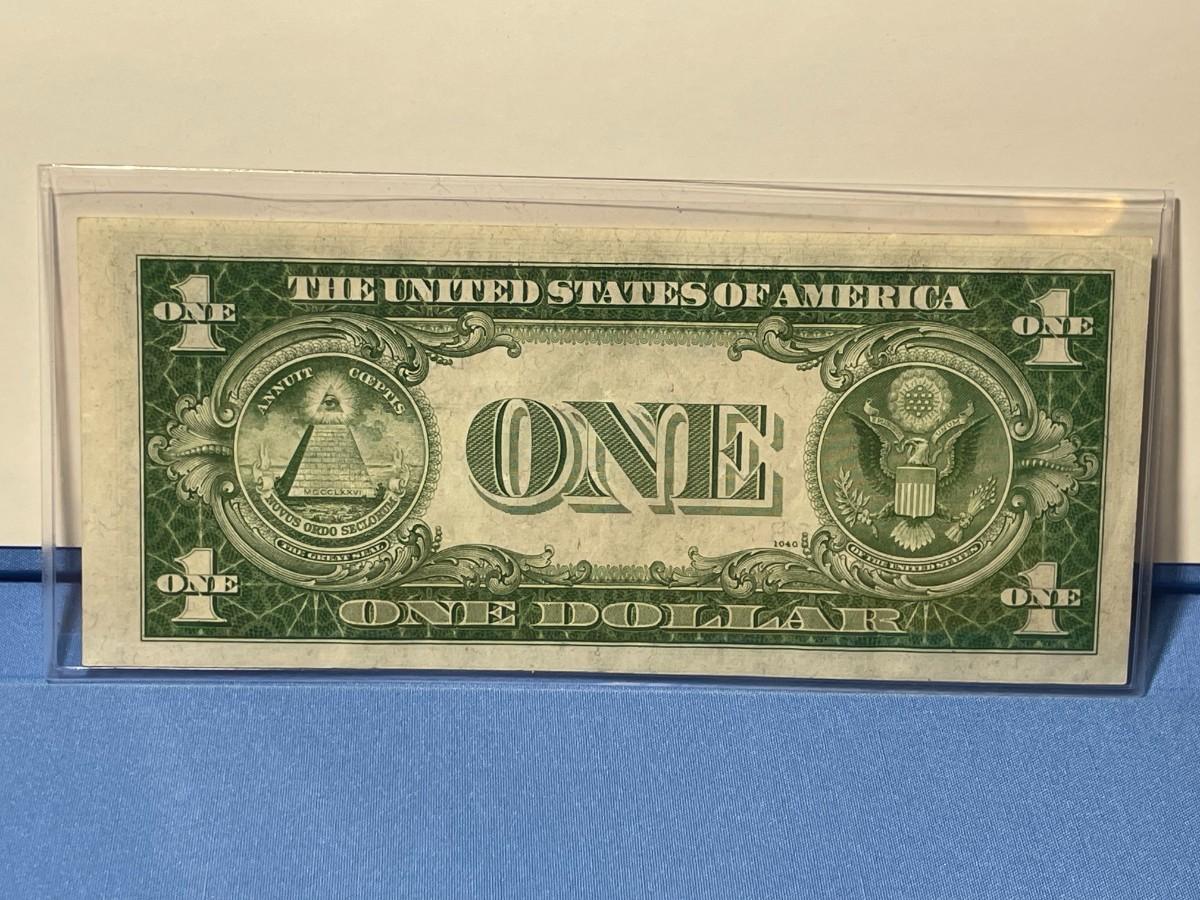 THE UNITED STATES OF AMERICA
ONE
1
ONE
1
ANNUIT CŒPTIS
MDCCLXXVI
NOVUS ORDO SECLORUM
THE GREAT SEAL
ONE
OF THE UNITED STATES
1040
ONE
1
ONE
1
ONE DOLLAR